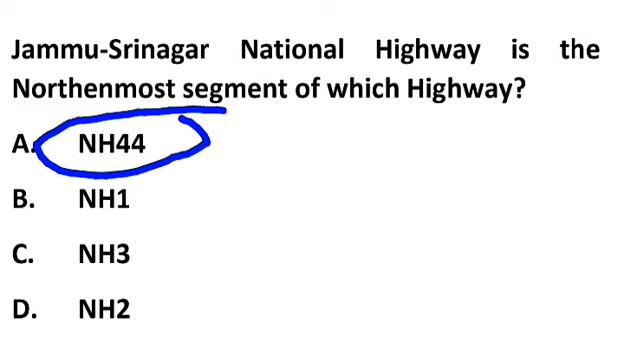 Jammu-Srinagar National Highway is the
Northenmost segment of which Highway?
A. NH44
B. NH1
C. NH3
D. NH2